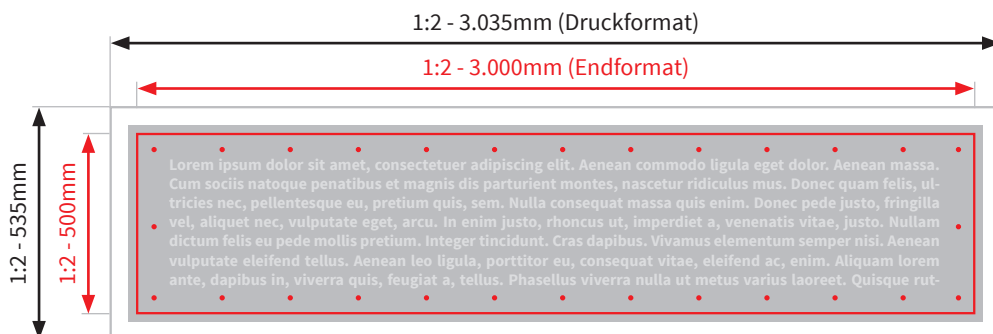 1:2 - 3.035mm (Druckformat)
1:2 - 3.000mm (Endformat)
1:2 - 535mm
1:2 - 500mm
Lorem ipsum dolor sit amet, consectetuer adipiscing elit. Aenean commodo ligula eget dolor. Aenean massa.
Cum sociis natoque penatibus et magnis dis parturient montes, nascetur ridiculus mus. Donec quam felis, ul-
tricies nec, pellentesque eu, pretium quis, sem. Nulla consequat massa quis enim. Donec pede justo, fringilla
vel, aliquet nec, vulputate eget, arcu. In enim justo, rhoncus ut, imperdiet a, venenatis vitae, justo. Nullam
dictum felis eu pede mollis pretium. Integer tincidunt. Cras dapibus. Vivamus elementum semper nisi. Aenean
vulputate eleifend tellus. Aenean leo ligula, porttitor eu, consequat vitae, eleifend ac, enim. Aliquam lorem
ante, dapibus in, viverra quis, feugiat a, tellus. Phasellus viverra nulla ut metus varius laoreet. Quisque rut-